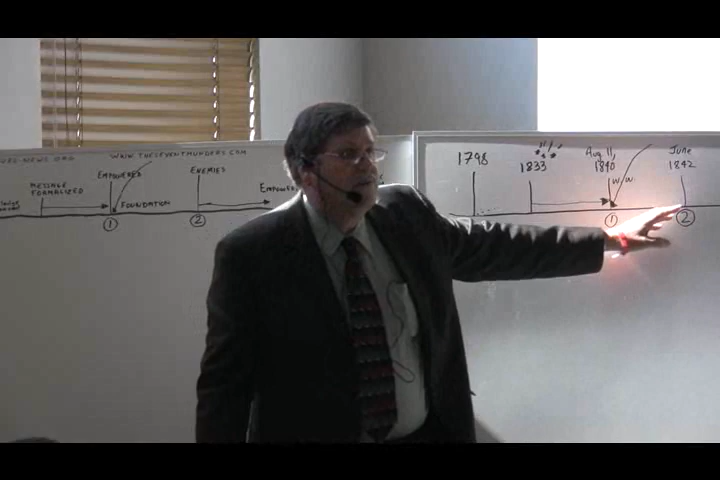 WWW.THESEVENTHUNDERS.COM
MESSAGE
FORMALIZED
EMPOWERED
FOUNDATION
ENEMIES
1
2
1798
1833
Aug 11,
1840
W.W.
June
1842
1
2